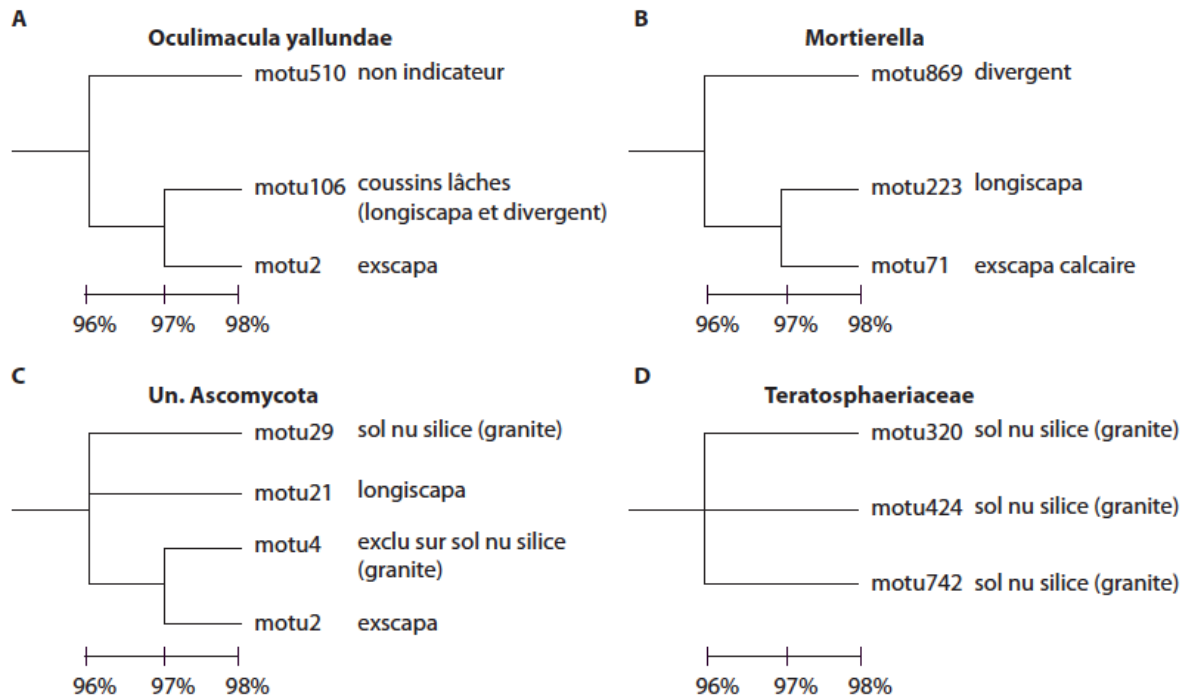 A
Oculimacula yallundae
motu510 non indicateur
motu106 coussins lâches
(longiscapa et divergent)
motu2 exscapa
96% 97% 98%
B
Mortierella
motu869 divergent
motu223 longiscapa
motu71 exscapa calcaire
96% 97% 98%
C
Un. Ascomycota
motu29 sol nu silice (granite)
motu21 longiscapa
motu4 exclu sur sol nu silice
(granite)
motu2 exscapa
96% 97% 98%
D
Teratosphaeriaceae
motu320 sol nu silice (granite)
motu424 sol nu silice (granite)
motu742 sol nu silice (granite)
96% 97% 98%